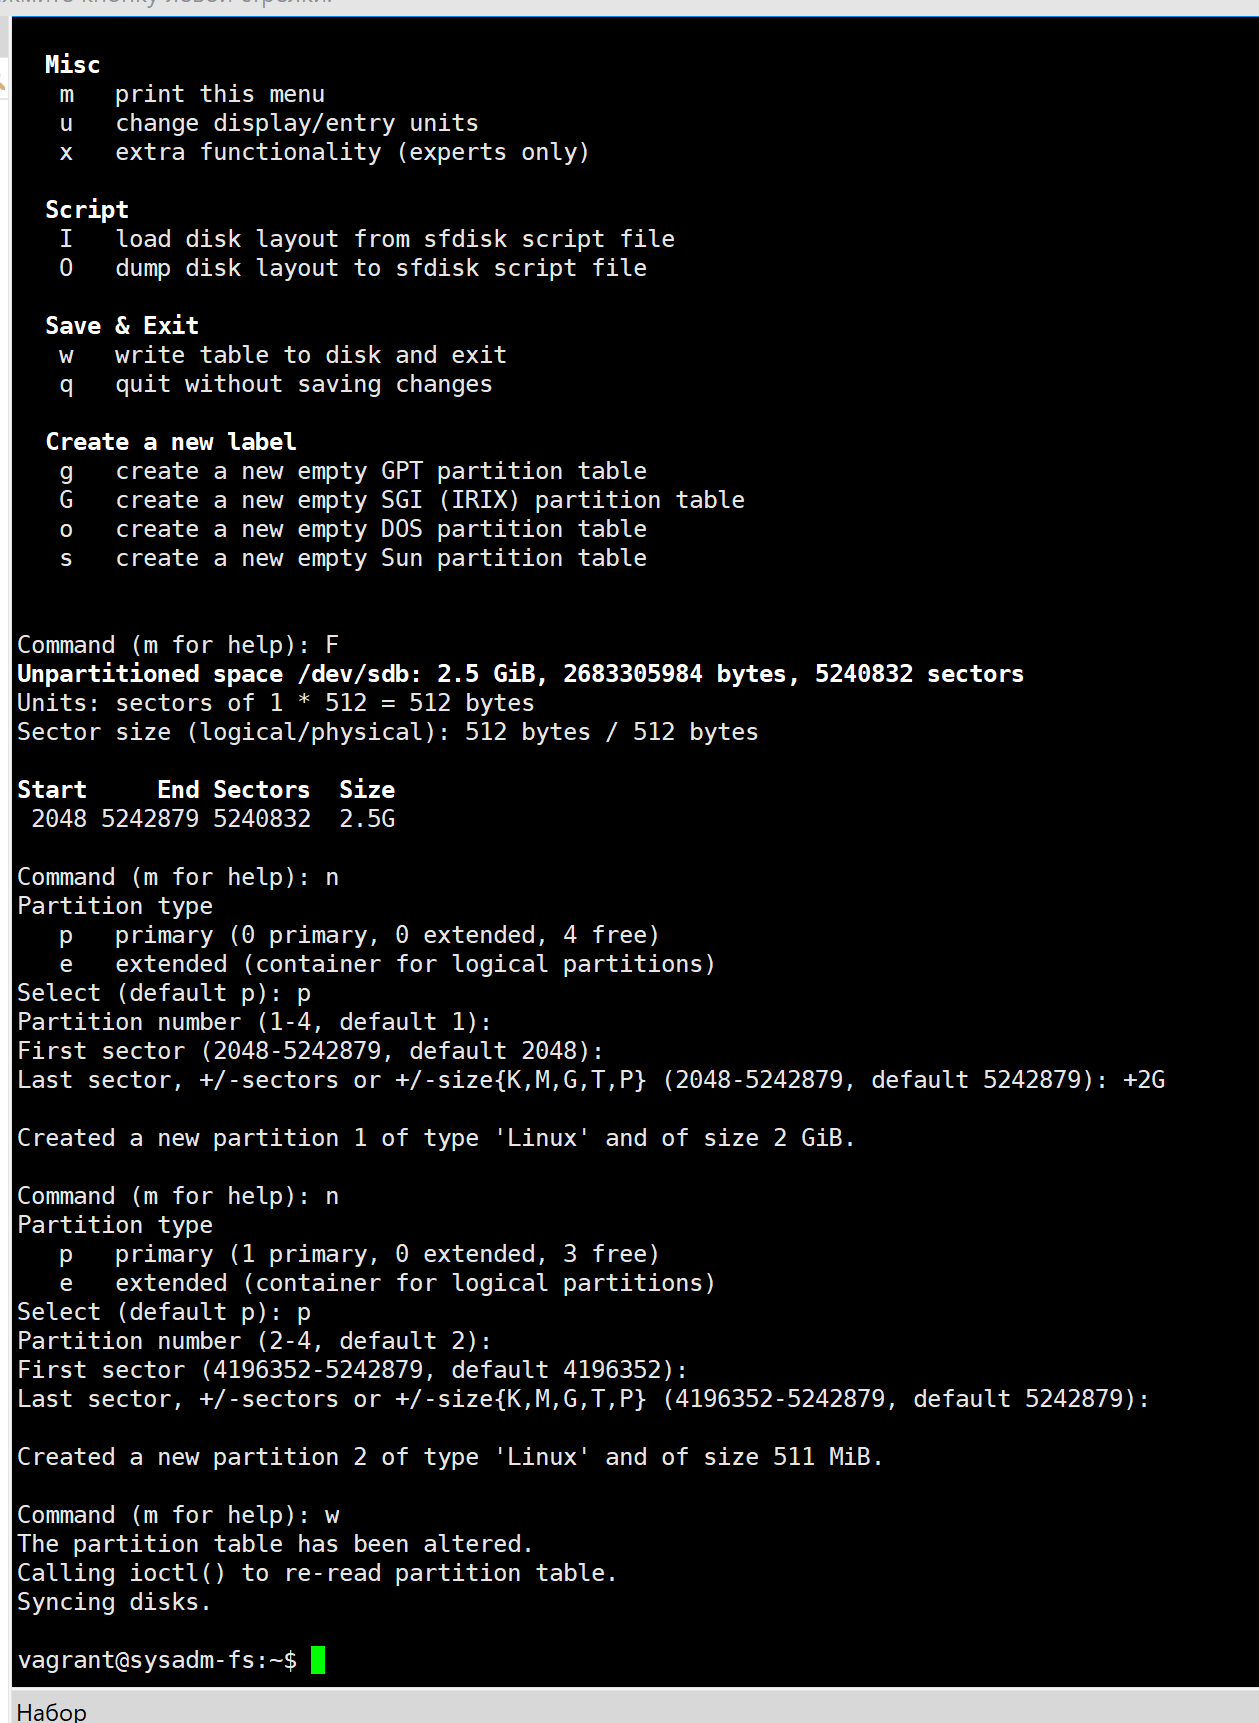 Misc
   m   print this menu
   u   change display/entry units
   x   extra functionality (experts only)

  Script
   I   load disk layout from sfdisk script file
   O   dump disk layout to sfdisk script file

  Save & Exit
   w   write table to disk and exit
   q   quit without saving changes

  Create a new label
   g   create a new empty GPT partition table
   G   create a new empty SGI (IRIX) partition table
   o   create a new empty DOS partition table
   s   create a new empty Sun partition table


Command (m for help): F
Unpartitioned space /dev/sdb: 2.5 GiB, 2683305984 bytes, 5240832 sectors
Units: sectors of 1 * 512 = 512 bytes
Sector size (logical/physical): 512 bytes / 512 bytes

Start     End Sectors  Size
 2048 5242879 5240832  2.5G

Command (m for help): n
Partition type
   p   primary (0 primary, 0 extended, 4 free)
   e   extended (container for logical partitions)
Select (default p): p
Partition number (1-4, default 1):
First sector (2048-5242879, default 2048):
Last sector, +/-sectors or +/-size{K,M,G,T,P} (2048-5242879, default 5242879): +2G

Created a new partition 1 of type 'Linux' and of size 2 GiB.

Command (m for help): n
Partition type
   p   primary (1 primary, 0 extended, 3 free)
   e   extended (container for logical partitions)
Select (default p): p
Partition number (2-4, default 2):
First sector (4196352-5242879, default 4196352):
Last sector, +/-sectors or +/-size{K,M,G,T,P} (4196352-5242879, default 5242879):

Created a new partition 2 of type 'Linux' and of size 511 MiB.

Command (m for help): w
The partition table has been altered.
Calling ioctl() to re-read partition table.
Syncing disks.

vagrant@sysadm-fs:~$
Набор